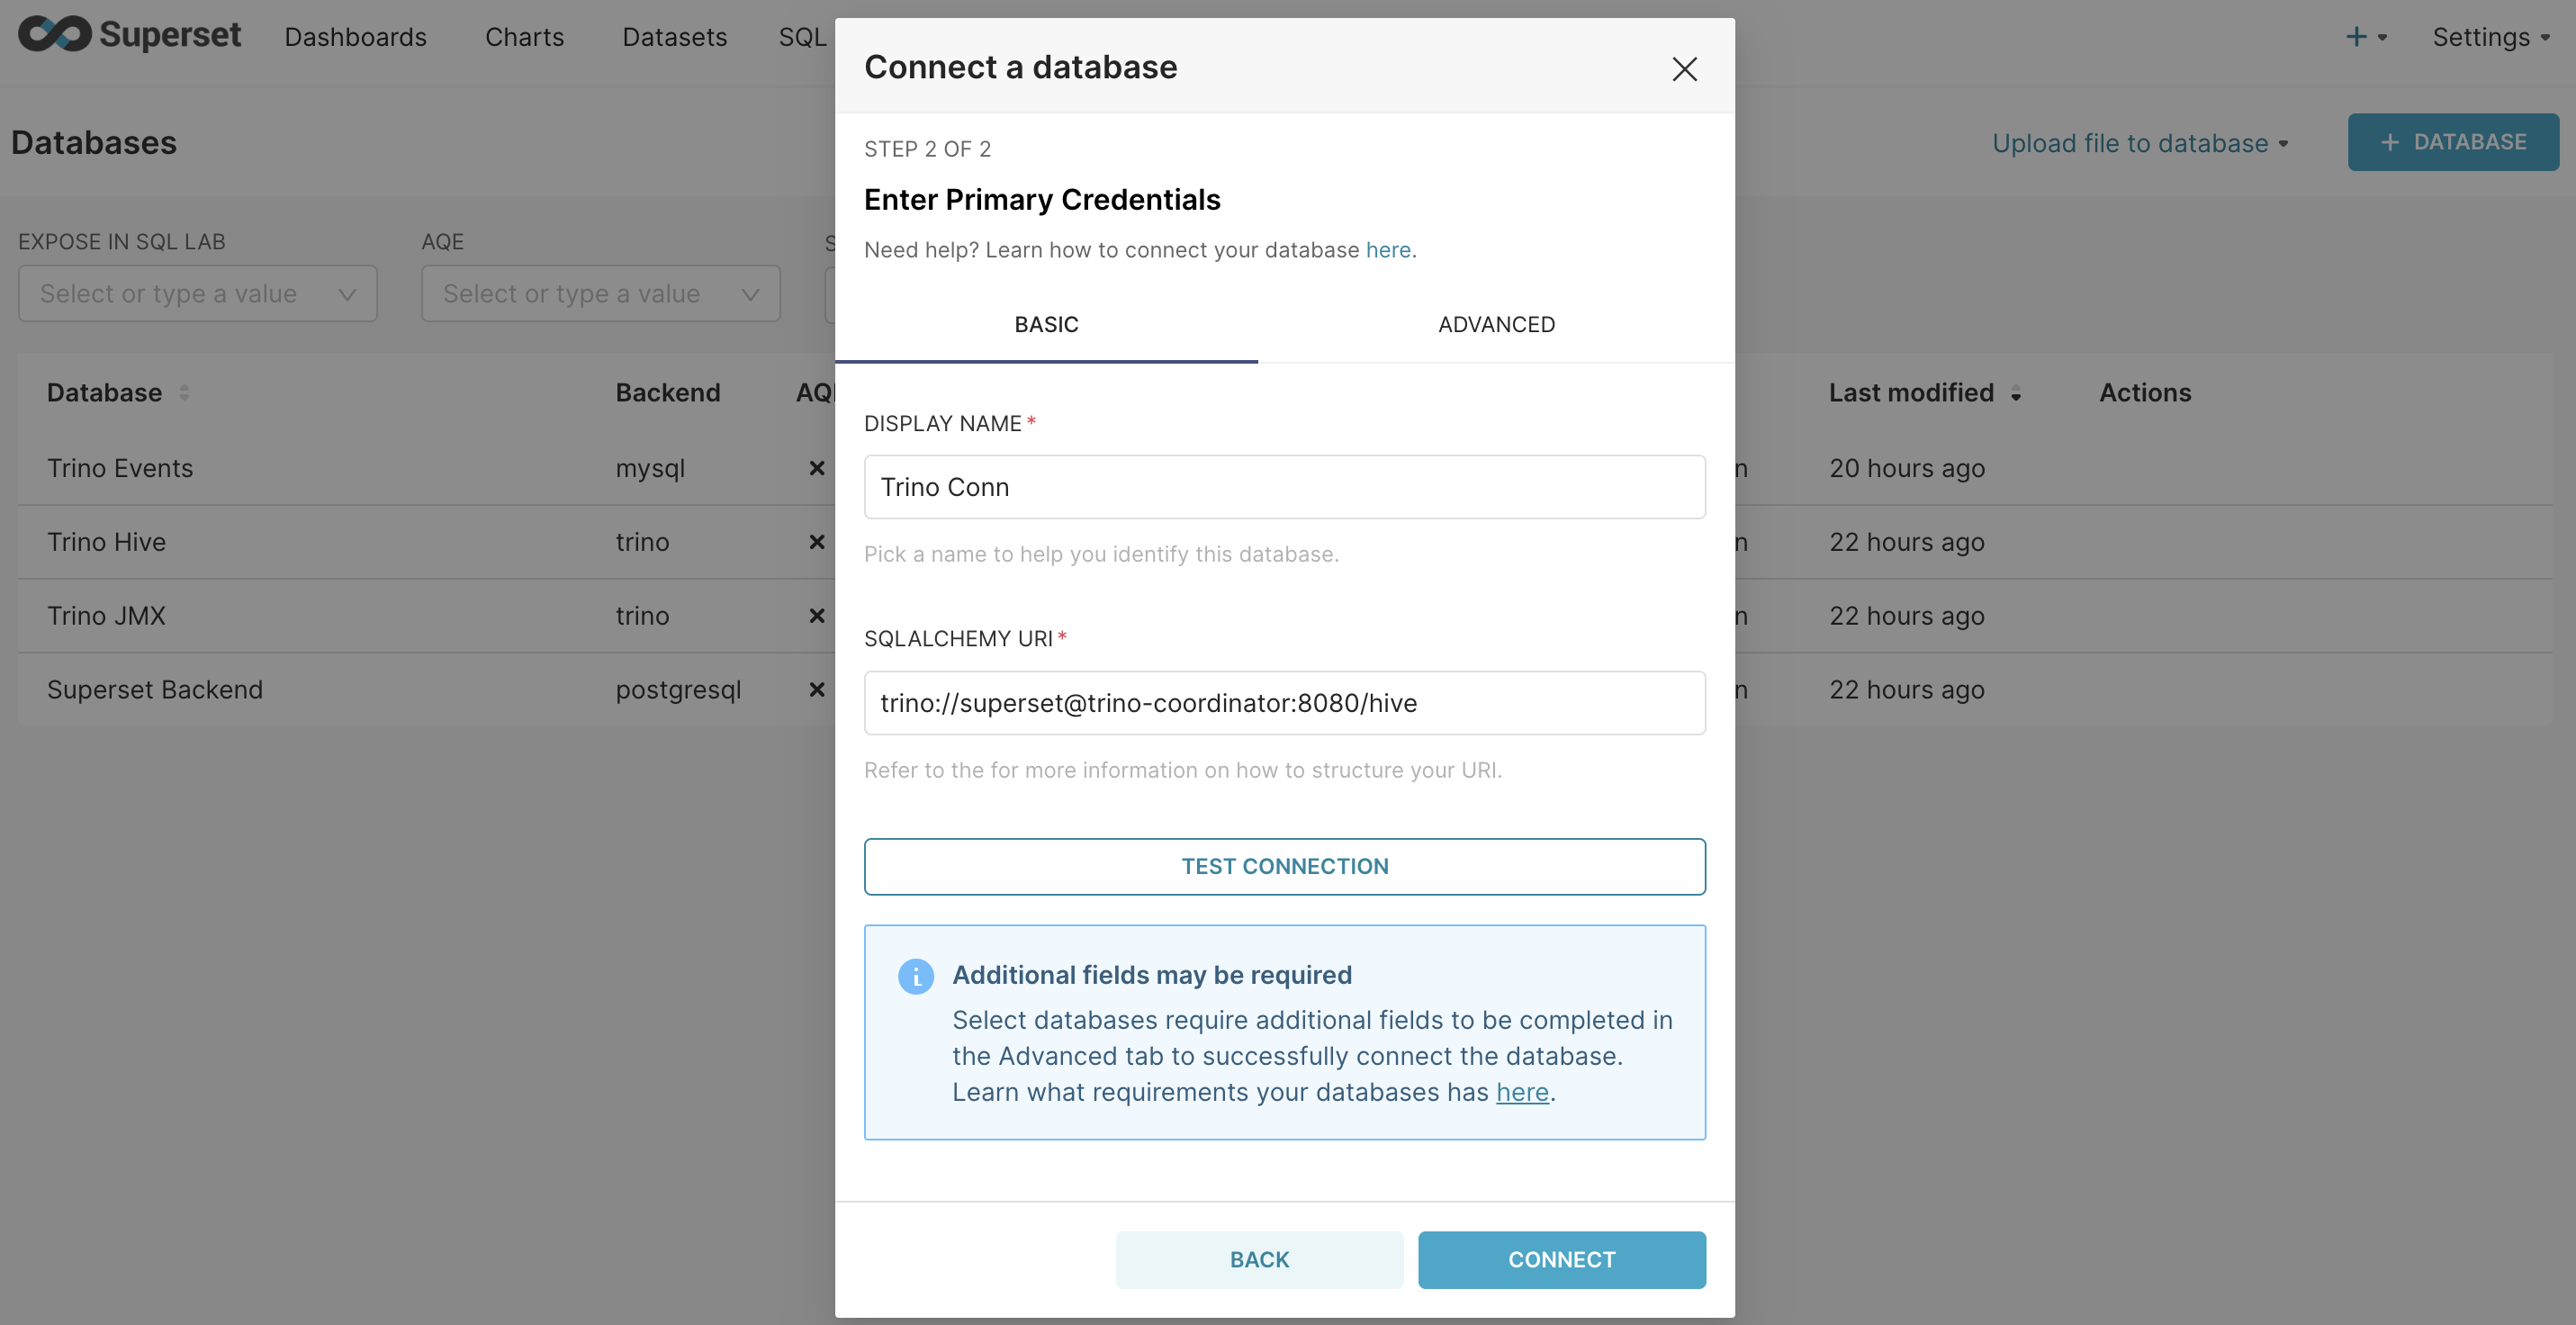 Superset Dashboards Charts Datasets SQL
Settings
Databases
Upload file to database
+ DATABASE
EXPOSE IN SQL LAB
AQE
S
Select or type a value
Select or type a value
Database Backend AQ Last modified Actions
Trino Events mysql n 20 hours ago
Trino Hive trino n 22 hours ago
Trino JMX trino n 22 hours ago
Superset Backend postgresql n 22 hours ago
Connect a database
STEP 2 OF 2
Enter Primary Credentials
Need help? Learn how to connect your database here.
BASIC ADVANCED
DISPLAY NAME *
Trino Conn
Pick a name to help you identify this database.
SQLALCHEMY URI *
trino://superset@trino-coordinator:8080/hive
Refer to the for more information on how to structure your URI.
TEST CONNECTION
Additional fields may be required
Select databases require additional fields to be completed in
the Advanced tab to successfully connect the database.
Learn what requirements your databases has here.
BACK CONNECT